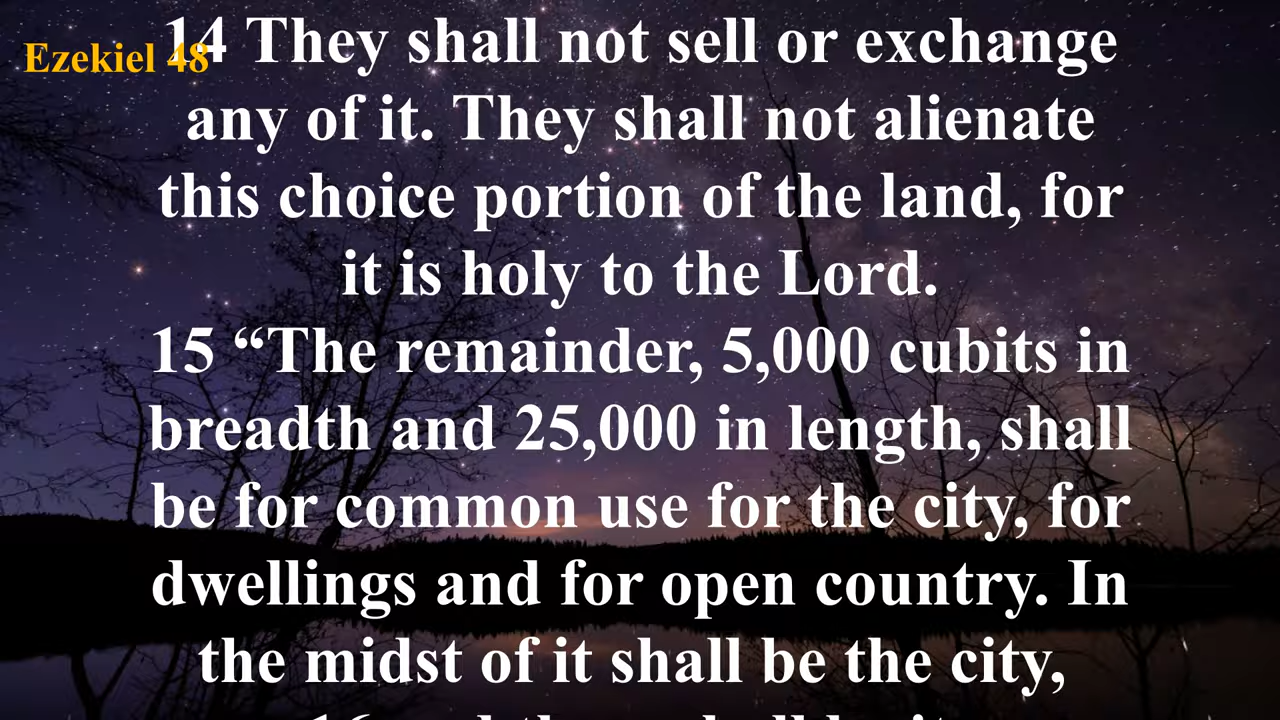 Ezekiel 48
14 They shall not sell or exchange
any of it. They shall not alienate
this choice portion of the land, for
it is holy to the Lord.
15 “The remainder, 5,000 cubits in
breadth and 25,000 in length, shall
be for common use for the city, for
dwellings and for open country. In
the midst of it shall be the city,